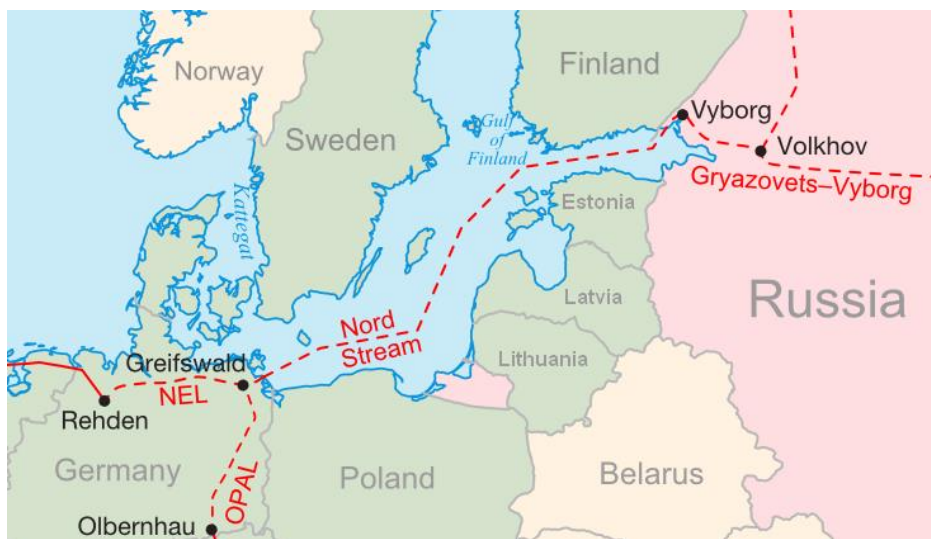 Norway
Finland
Sweden
Gulf
of
Finland
Vyborg
Volkhov
Gryazovets–Vyborg
Kattegat
Estonia
Latvia
Russia
Nord
Stream
Lithuania
Greifswald
NEL
Rehden
Germany
OPAL
Poland
Belarus
Olbernhau